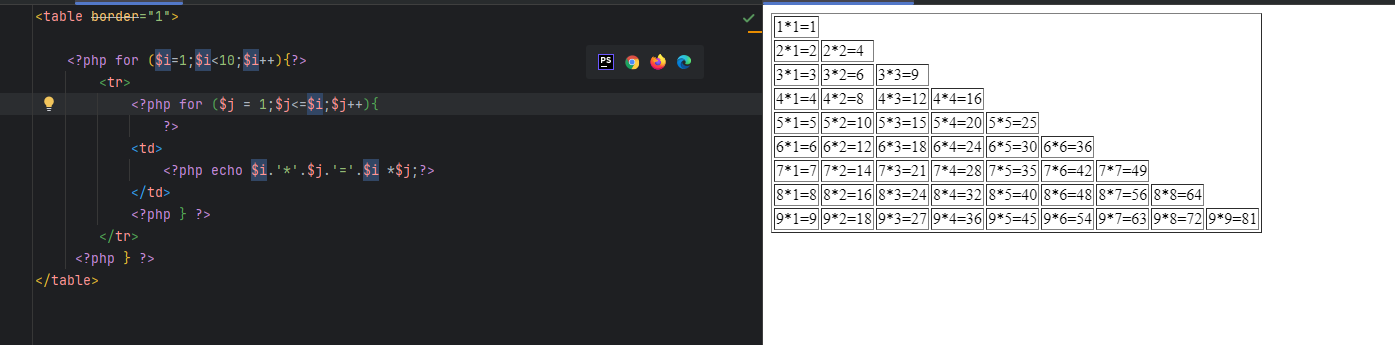 <table border="1">
<?php for ($i=1;$i<10;$i++){?>
PS
<tr>
<?php for ($j = 1;$j<=$i;$j++){
?>
<td>
<?php echo $i.'*'.$j.'='.$i *$j;?>
</td>
<?php } ?>
</tr>
<?php } ?>
</table>
1*1=1
2*1=2 2*2=4
3*1=3 3*2=6 3*3=9
4*1=4 4*2=8 4*3=12 4*4=16
5*1=5 5*2=10 5*3=15 5*4=20 5*5=25
6*1=6 6*2=12 6*3=18 6*4=24 6*5=30 6*6=36
7*1=7 7*2=14 7*3=21 7*4=28 7*5=35 7*6=42 7*7=49
8*1=8 8*2=16 8*3=24 8*4=32 8*5=40 8*6=48 8*7=56 8*8=64
9*1=9 9*2=18 9*3=27 9*4=36 9*5=45 9*6=54 9*7=63 9*8=72 9*9=81